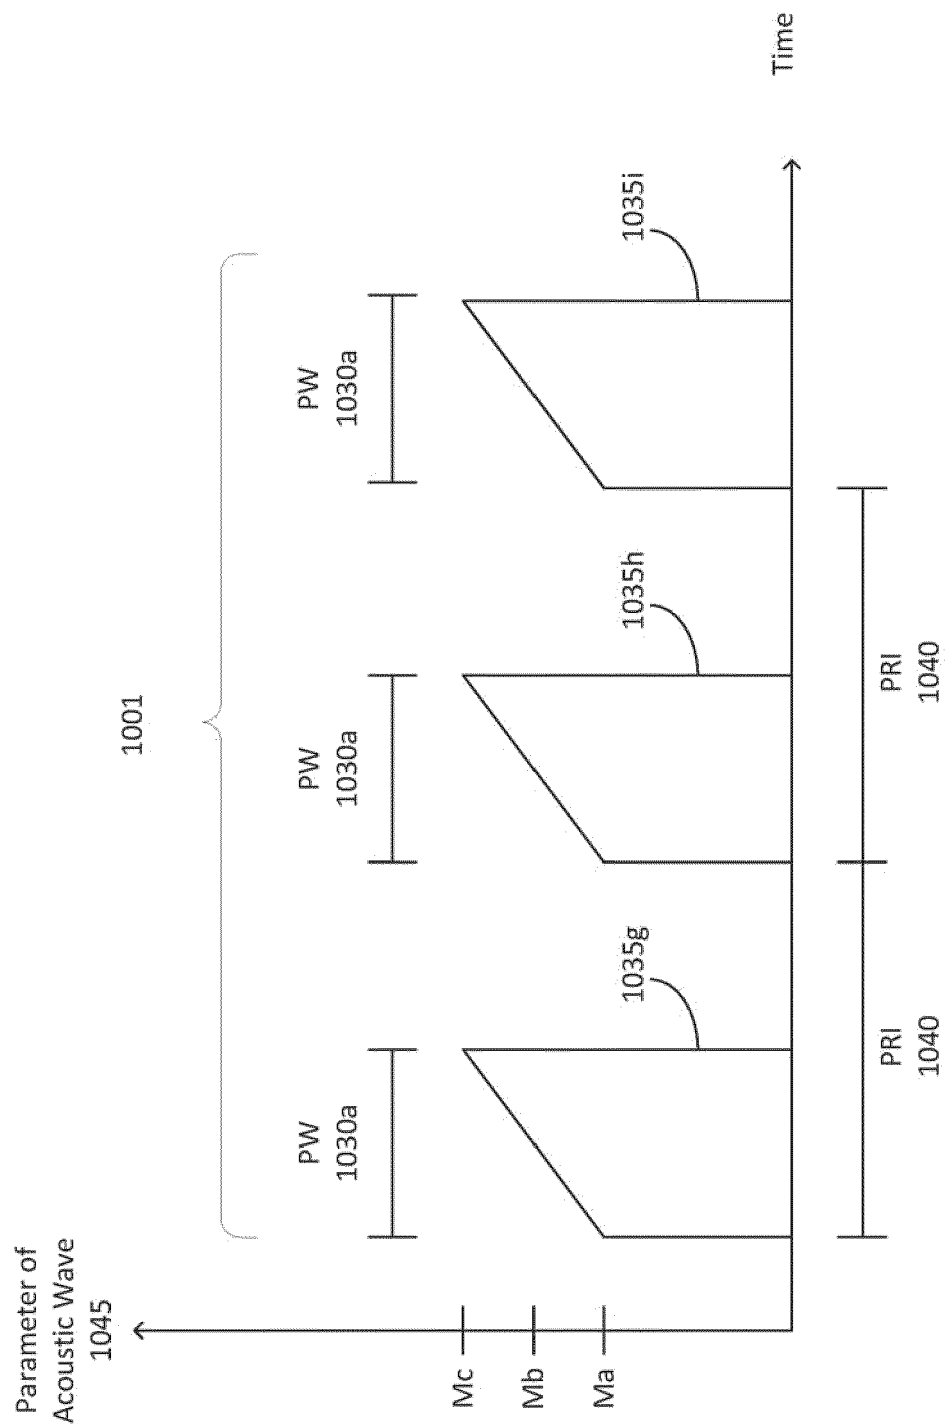 Parameter of
Acoustic Wave
1045
1001
PW
1030a
PW
1030a
PW
1030a
Mc
Mb
Ma
1035g
1035h
1035i
Time
PRI
1040
PRI
1040